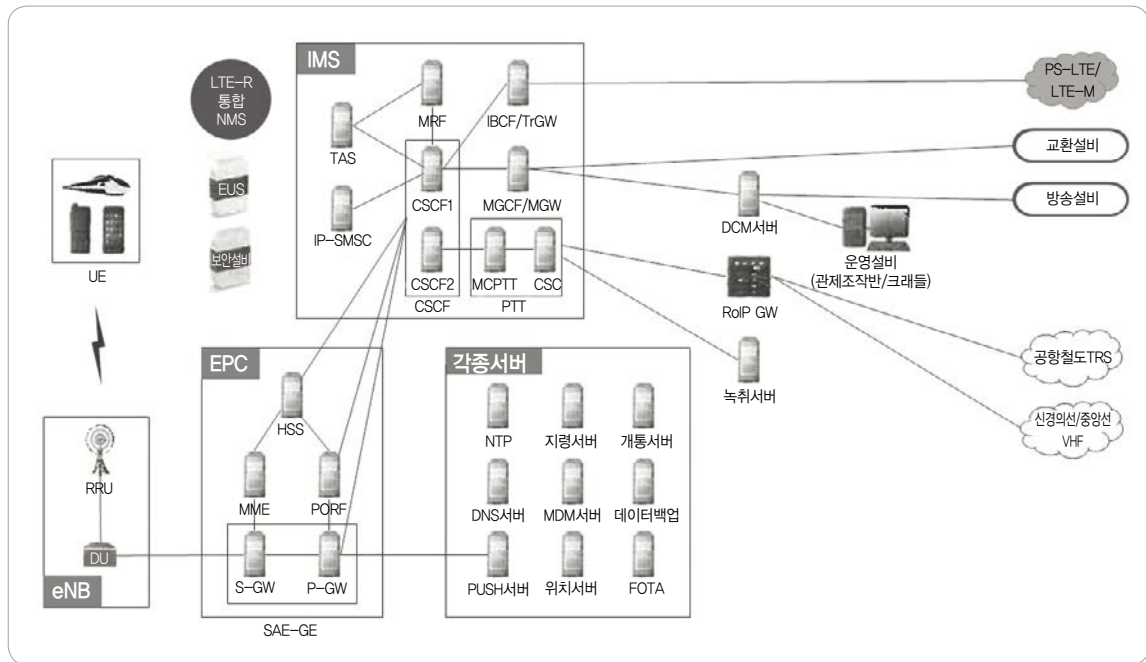 IMS
LTE-R
통합
NMS
EUS
보안설비
UE
TAS
MRF
IBCF/TrGW
IP-SMSC
CSCF1
MGCF/MGW
CSCF2
MCPTT
CSC
CSCF
PTT
PS-LTE/
LTE-M
교환설비
방송설비
DCM서버
운영설비
(관제조작반/크래들)
RoIP GW
녹취서버
공항철도TRS
신경의선/중앙선
VHF
EPC
HSS
MME
PORF
S-GW
P-GW
SAE-GE
각종서버
NTP
지령서버
개통서버
DNS서버
MDM서버
데이터백업
PUSH서버
위치서버
FOTA
RRU
DU
eNB